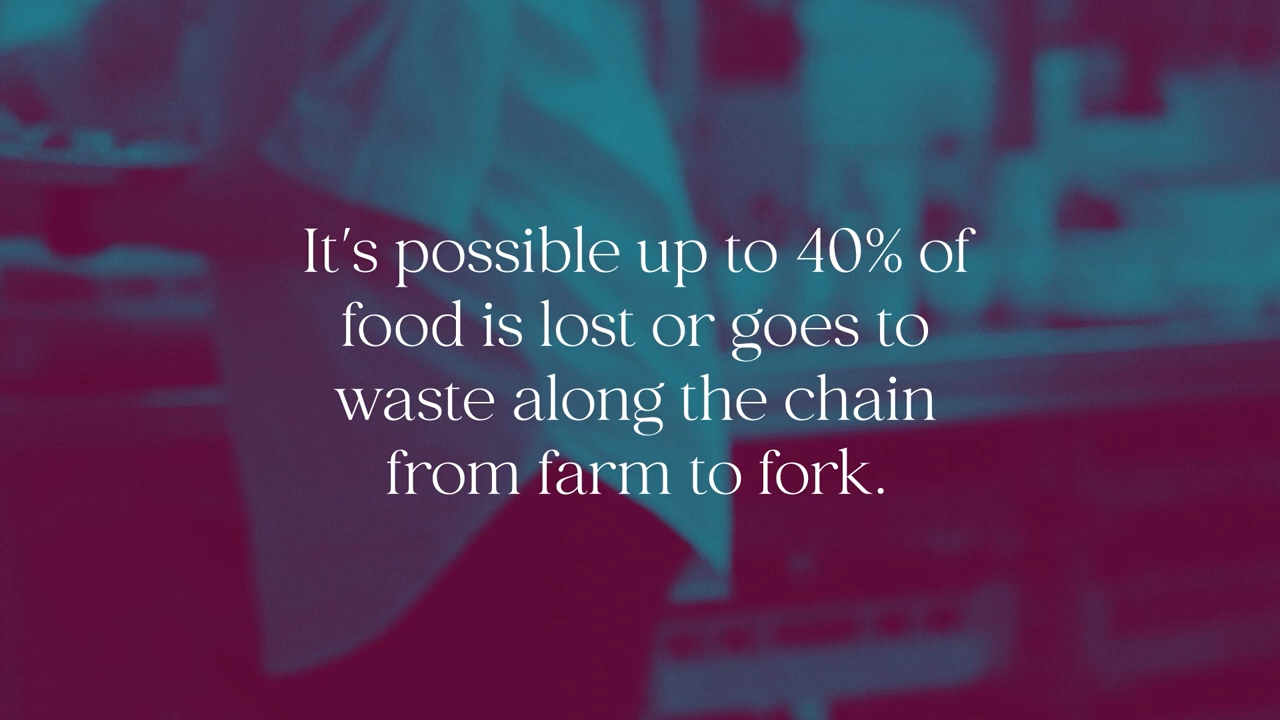 It's possible up to 40% of
food is lost or goes to
waste along the chain
from farm to fork.